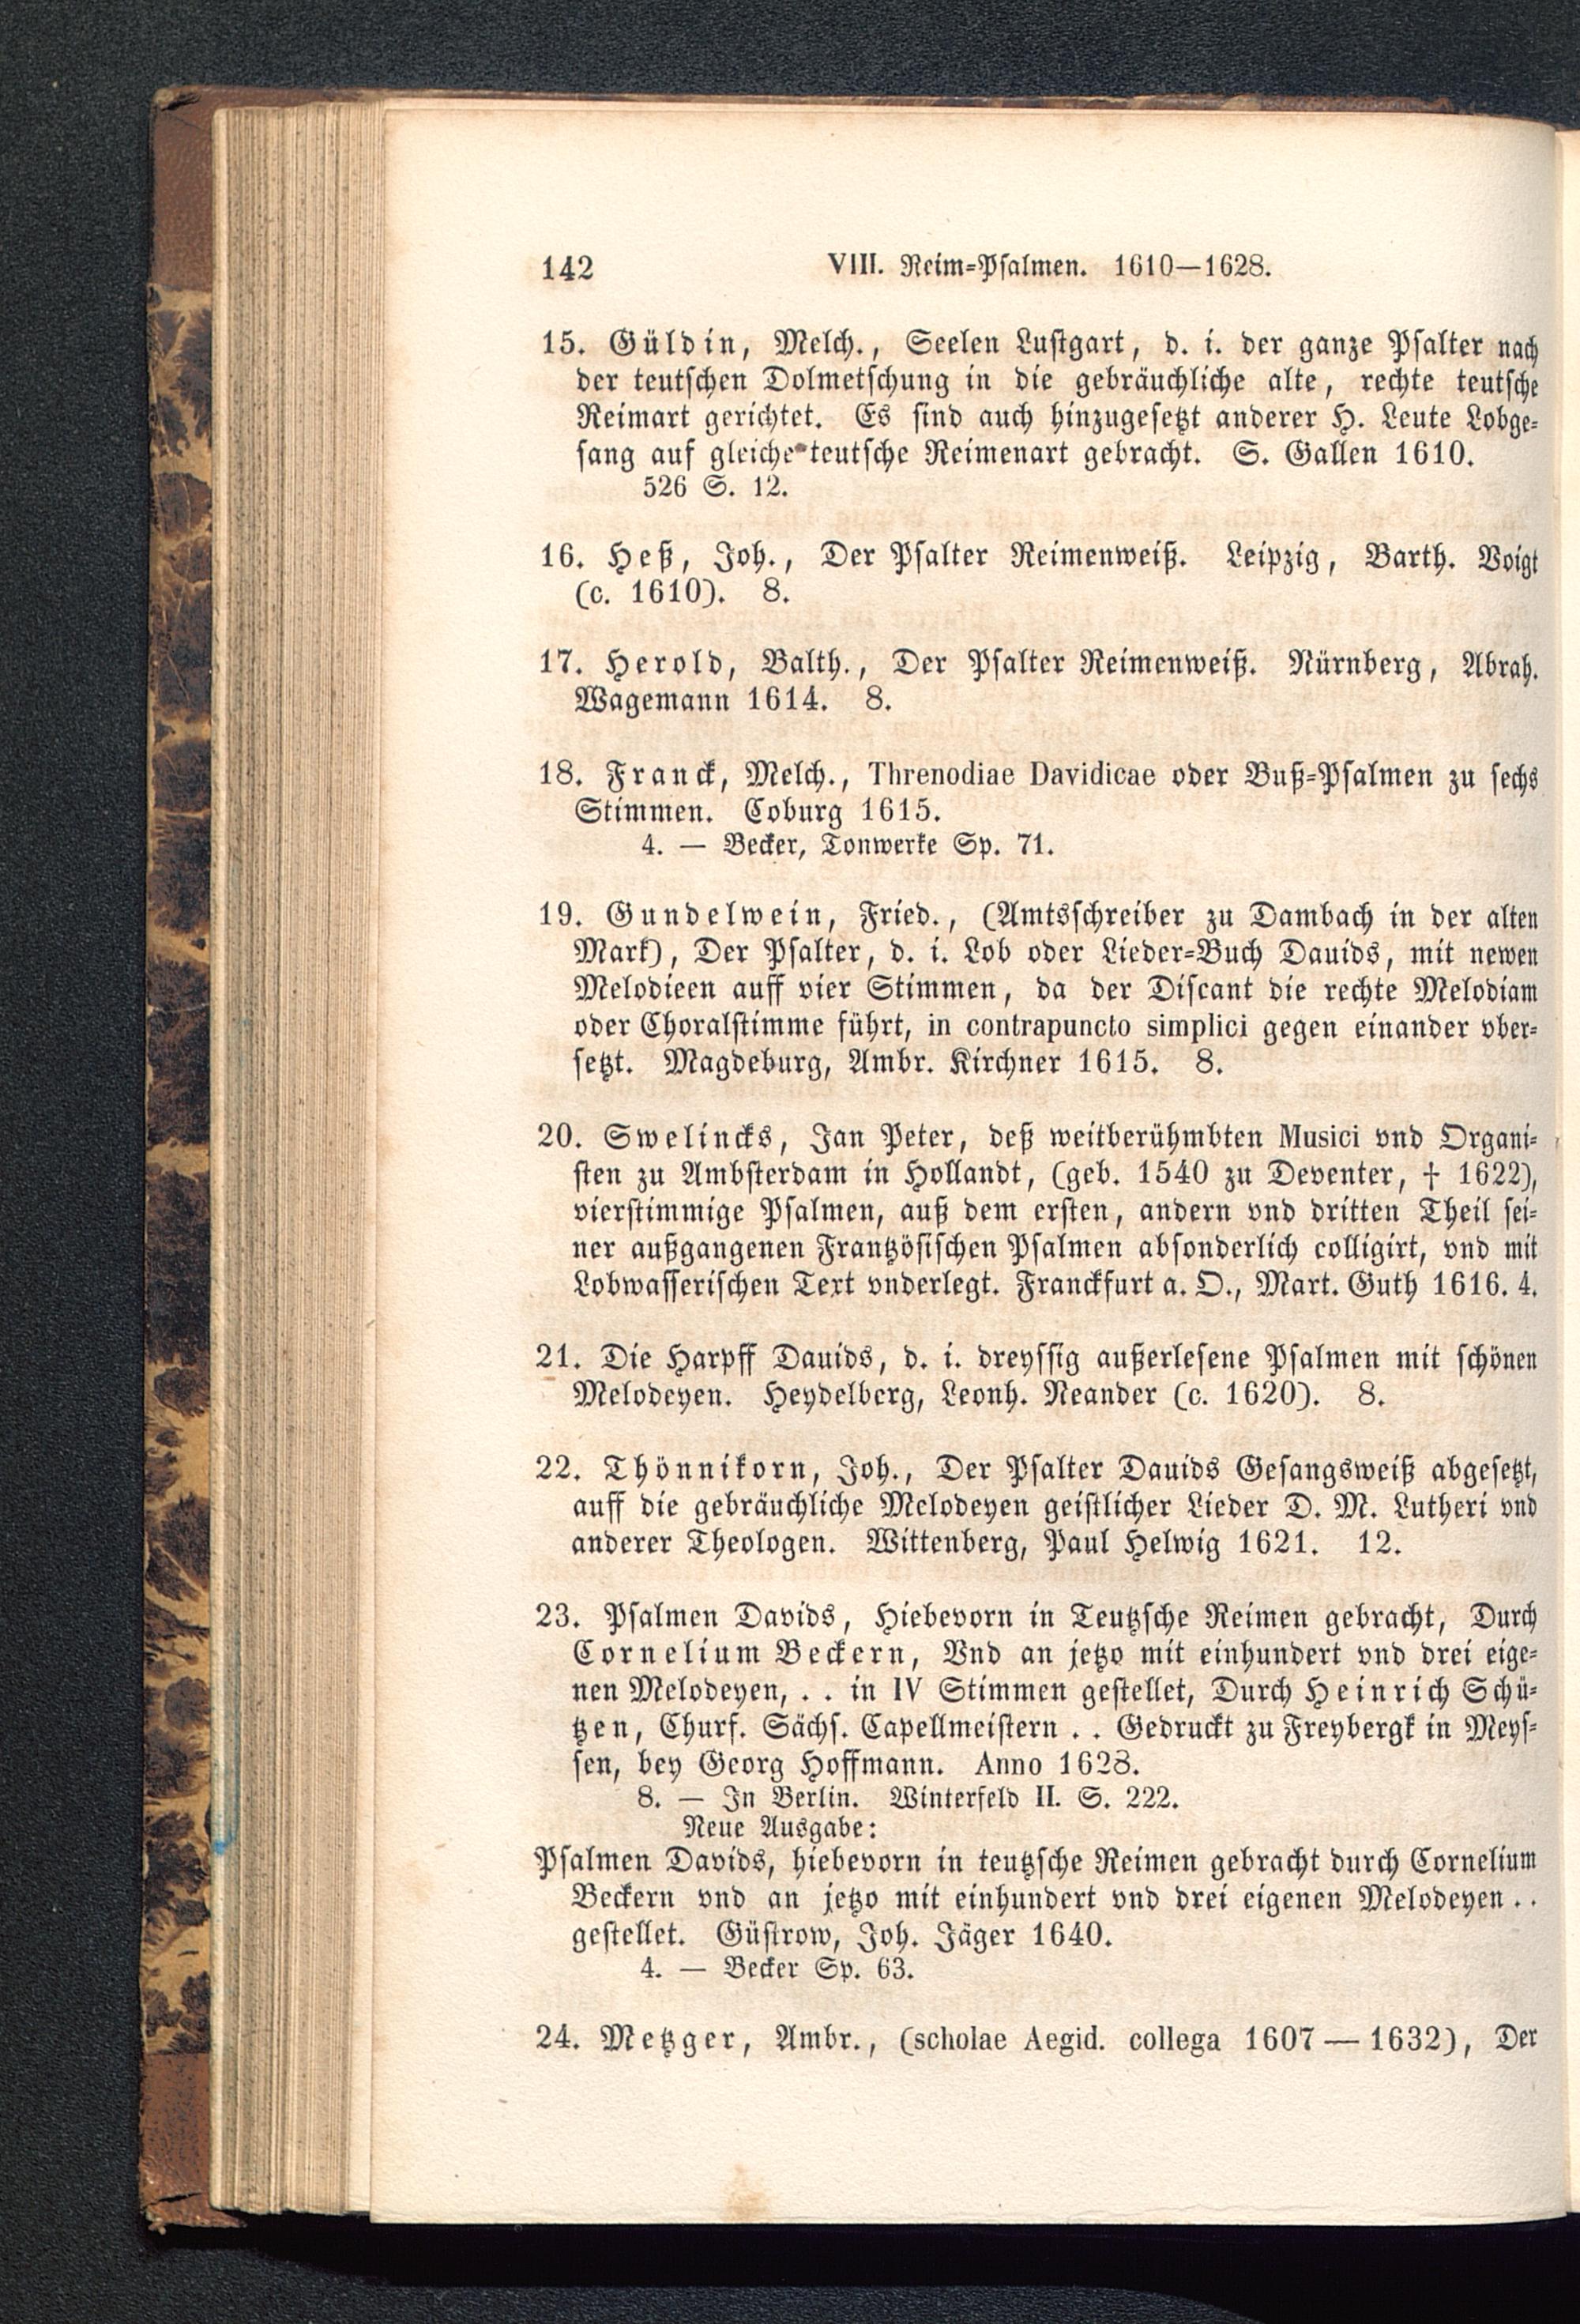 142 VIII. Reim-Psalmen. 1610—1628.
15. Güldin, Melch., Seelen Lustgart, d. i. der ganze Psalter nach
der teutschen Dolmetschung in die gebräuchliche alte, rechte teutsche
Reimart gerichtet. Es sind auch hinzugesetzt anderer H. Leute Lobge-
sang auf gleiche teutsche Reimenart gebracht. S. Gallen 1610.
526 S. 12.
16. Heß, Joh., Der Psalter Reimenweiß. Leipzig, Barth. Voigt
(c. 1610). 8.
17. Herold, Balth., Der Psalter Reimenweiß. Nürnberg, Abrah.
Wagemann 1614. 8.
18. Franck, Melch., Threnodiae Davidicae oder Buß-Psalmen zu sechs
Stimmen. Coburg 1615.
4. — Becker, Tonwerke Sp. 71.
19. Gundelwein, Fried., (Amtsschreiber zu Dambach in der alten
Mark), Der Psalter, d. i. Lob oder Lieder-Buch Dauids, mit newen
Melodieen auff vier Stimmen, da der Discant die rechte Melodiam
oder Choralstimme führt, in contrapuncto simplici gegen einander vber-
setzt. Magdeburg, Ambr. Kirchner 1615. 8.
20. Swelincks, Jan Peter, deß weitberühmbten Musici vnd Organi-
sten zu Ambsterdam in Hollandt, (geb. 1540 zu Deventer, † 1622),
vierstimmige Psalmen, auß dem ersten, andern vnd dritten Theil sei-
ner außgangenen Frantzösischen Psalmen absonderlich colligirt, vnd mit
Lobwasserischen Text vnderlegt. Franckfurt a. O., Mart. Guth 1616. 4.
21. Die Harpff Dauids, d. i. dreyssig außerlesene Psalmen mit schönen
Melodeyen. Heydelberg, Leonh. Neander (c. 1620). 8.
22. Thönnikorn, Joh., Der Psalter Dauids Gesangsweiß abgesetzt,
auff die gebräuchliche Melodeyen geistlicher Lieder D. M. Lutheri vnd
anderer Theologen. Wittenberg, Paul Helwig 1621. 12.
23. Psalmen Davids, Hiebevorn in Teutzsche Reimen gebracht, Durch
Cornelium Beckern, Vnd an jetzo mit einhundert vnd drei eige-
nen Melodeyen, . . in IV Stimmen gestellet, Durch Heinrich Schü-
tzen, Churf. Sächs. Capellmeistern . . Gedruckt zu Freybergk in Meys-
sen, bey Georg Hoffmann. Anno 1628.
8. — In Berlin. Winterfeld II. S. 222.
Neue Ausgabe:
Psalmen Davids, hiebevorn in teutzsche Reimen gebracht durch Cornelium
Beckern vnd an jetzo mit einhundert vnd drei eigenen Melodeyen . .
gestellet. Güstrow, Joh. Jäger 1640.
4. — Becker Sp. 63.
24. Metzger, Ambr., (scholae Aegid. collega 1607 — 1632), Der